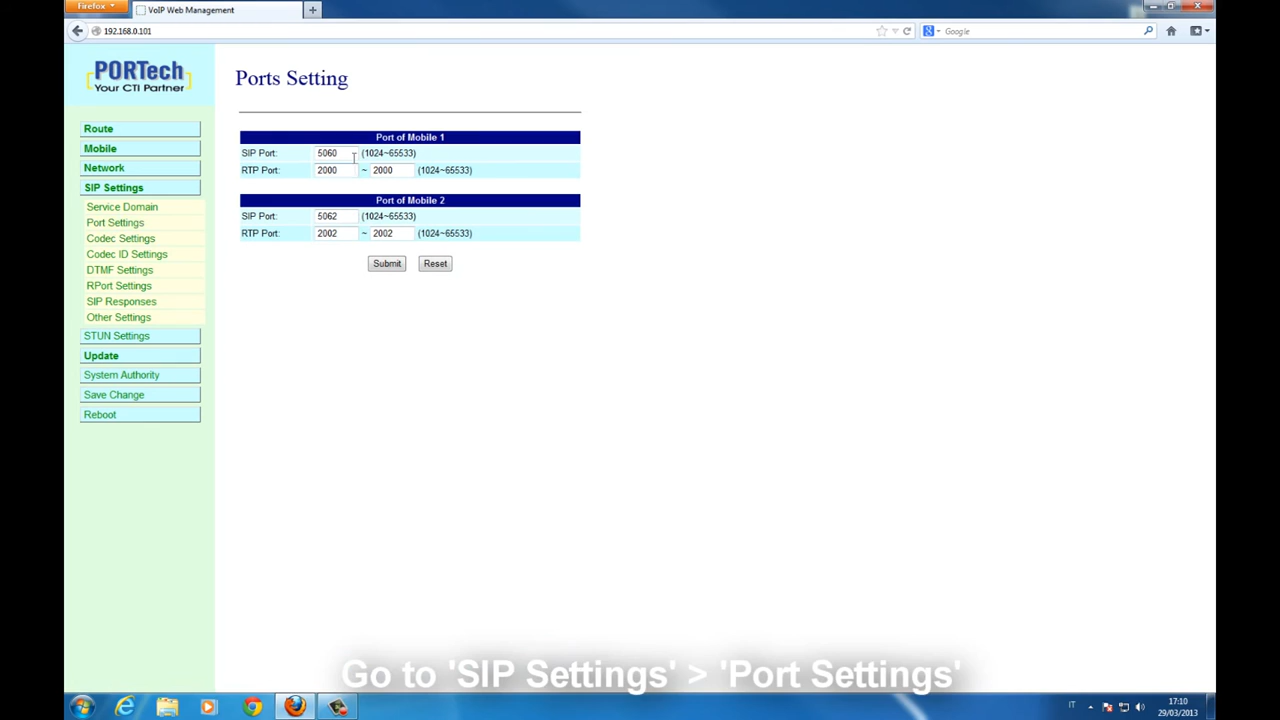 Firefox
VoIP Web Management
192.168.0.101
Google
PORTech
Your CTI Partner
Route
Mobile
Network
SIP Settings
Service Domain
Port Settings
Codec Settings
Codec ID Settings
DTMF Settings
RPort Settings
SIP Responses
Other Settings
STUN Settings
Update
System Authority
Save Change
Reboot
Ports Setting
Port of Mobile 1
SIP Port: 5060 (1024~65533)
RTP Port: 2000 ~ 2000 (1024~65533)
Port of Mobile 2
SIP Port: 5062 (1024~65533)
RTP Port: 2002 ~ 2002 (1024~65533)
Submit Reset
Go to 'SIP Settings' > 'Port Settings'
IT
17:10
29/03/2013